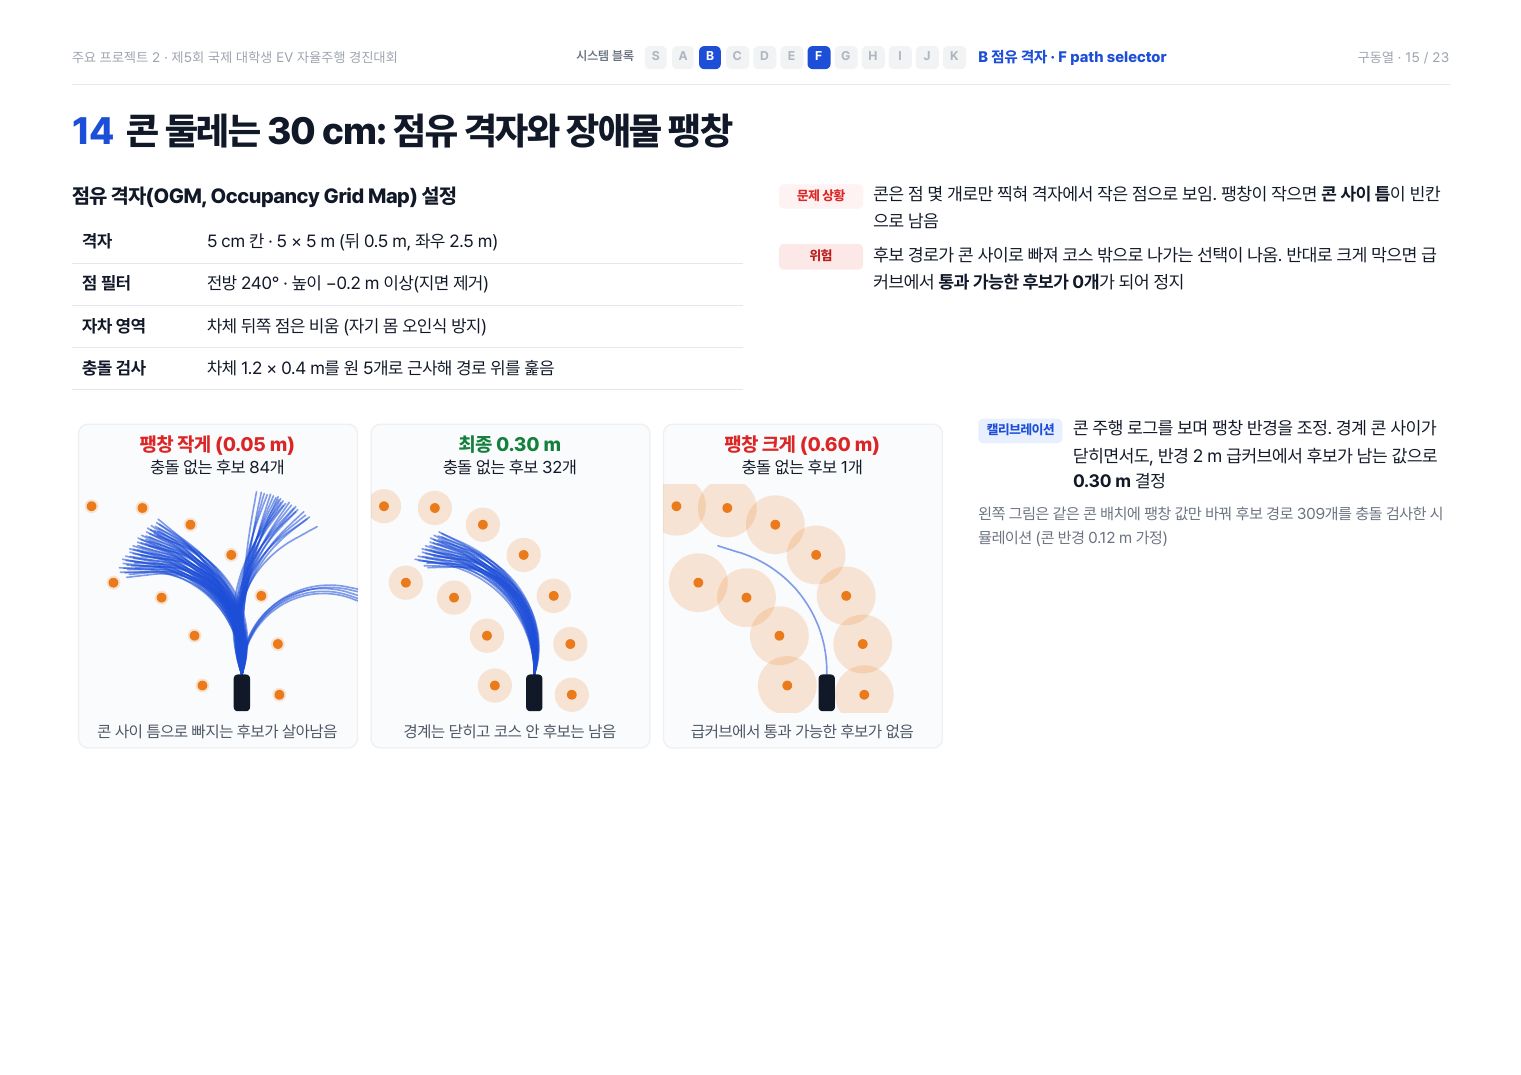 주요 프로젝트 2 · 제5회 국제 대학생 EV 자율주행 경진대회
시스템 블록 S A B C D E F G H I J K B 점유 격자 · F path selector
구동열 · 15 / 23
14 콘 둘레는 30 cm: 점유 격자와 장애물 팽창
점유 격자(OGM, Occupancy Grid Map) 설정
격자 5 cm 칸 · 5 × 5 m (뒤 0.5 m, 좌우 2.5 m)
점 필터 전방 240° · 높이 −0.2 m 이상(지면 제거)
자차 영역 차체 뒤쪽 점은 비움 (자기 몸 오인식 방지)
충돌 검사 차체 1.2 × 0.4 m를 원 5개로 근사해 경로 위를 훑음
문제 상황 콘은 점 몇 개로만 찍혀 격자에서 작은 점으로 보임. 팽창이 작으면 콘 사이 틈이 빈칸
으로 남음
위험 후보 경로가 콘 사이로 빠져 코스 밖으로 나가는 선택이 나옴. 반대로 크게 막으면 급
커브에서 통과 가능한 후보가 0개가 되어 정지
팽창 작게 (0.05 m)
충돌 없는 후보 84개
콘 사이 틈으로 빠지는 후보가 살아남음
최종 0.30 m
충돌 없는 후보 32개
경계는 닫히고 코스 안 후보는 남음
팽창 크게 (0.60 m)
충돌 없는 후보 1개
급커브에서 통과 가능한 후보가 없음
캘리브레이션 콘 주행 로그를 보며 팽창 반경을 조정. 경계 콘 사이가
닫히면서도, 반경 2 m 급커브에서 후보가 남는 값으로
0.30 m 결정
왼쪽 그림은 같은 콘 배치에 팽창 값만 바꿔 후보 경로 309개를 충돌 검사한 시
뮬레이션 (콘 반경 0.12 m 가정)